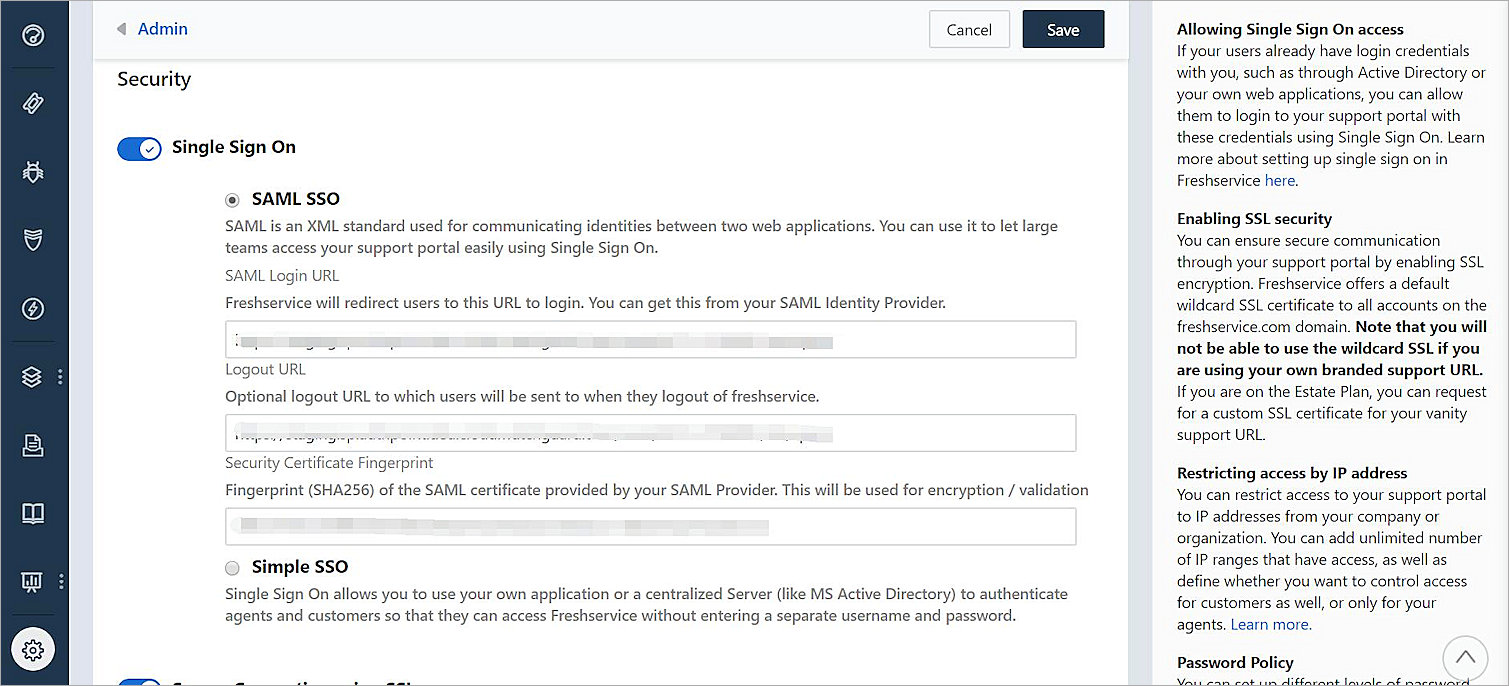 Admin
Cancel
Save
Security
Single Sign On
SAML SSO
SAML is an XML standard used for communicating identities between two web applications. You can use it to let large
teams access your support portal easily using Single Sign On.
SAML Login URL
Freshservice will redirect users to this URL to login. You can get this from your SAML Identity Provider.
Logout URL
Optional logout URL to which users will be sent to when they logout of freshservice.
Security Certificate Fingerprint
Fingerprint (SHA256) of the SAML certificate provided by your SAML Provider. This will be used for encryption / validation
Simple SSO
Single Sign On allows you to use your own application or a centralized Server (like MS Active Directory) to authenticate
agents and customers so that they can access Freshservice without entering a separate username and password.
Allowing Single Sign On access
If your users already have login credentials
with you, such as through Active Directory or
your own web applications, you can allow
them to login to your support portal with
these credentials using Single Sign On. Learn
more about setting up single sign on in
Freshservice here.
Enabling SSL security
You can ensure secure communication
through your support portal by enabling SSL
encryption. Freshservice offers a default
wildcard SSL certificate to all accounts on the
freshservice.com domain. Note that you will
not be able to use the wildcard SSL if you
are using your own branded support URL.
If you are on the Estate Plan, you can request
for a custom SSL certificate for your vanity
support URL.
Restricting access by IP address
You can restrict access to your support portal
to IP addresses from your company or
organization. You can add unlimited number
of IP ranges that have access, as well as
define whether you want to control access
for customers as well, or only for your
agents. Learn more.
Password Policy
You can set up different levels of password